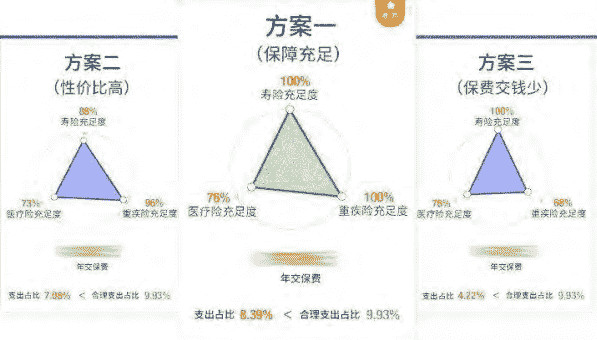 方案二
（性价比高）
88%
寿险充足度
73%
医疗险充足度
96%
重疾险充足度
年交保费
支出占比 7.08% < 合理支出占比 9.93%
方案一
（保障充足）
100%
寿险充足度
76%
医疗险充足度
100%
重疾险充足度
年交保费
支出占比 8.39% < 合理支出占比 9.93%
方案三
（保费交钱少）
100%
寿险充足度
76%
医疗险充足度
68%
重疾险充足度
年交保费
支出占比 4.22% < 合理支出占比 9.93%